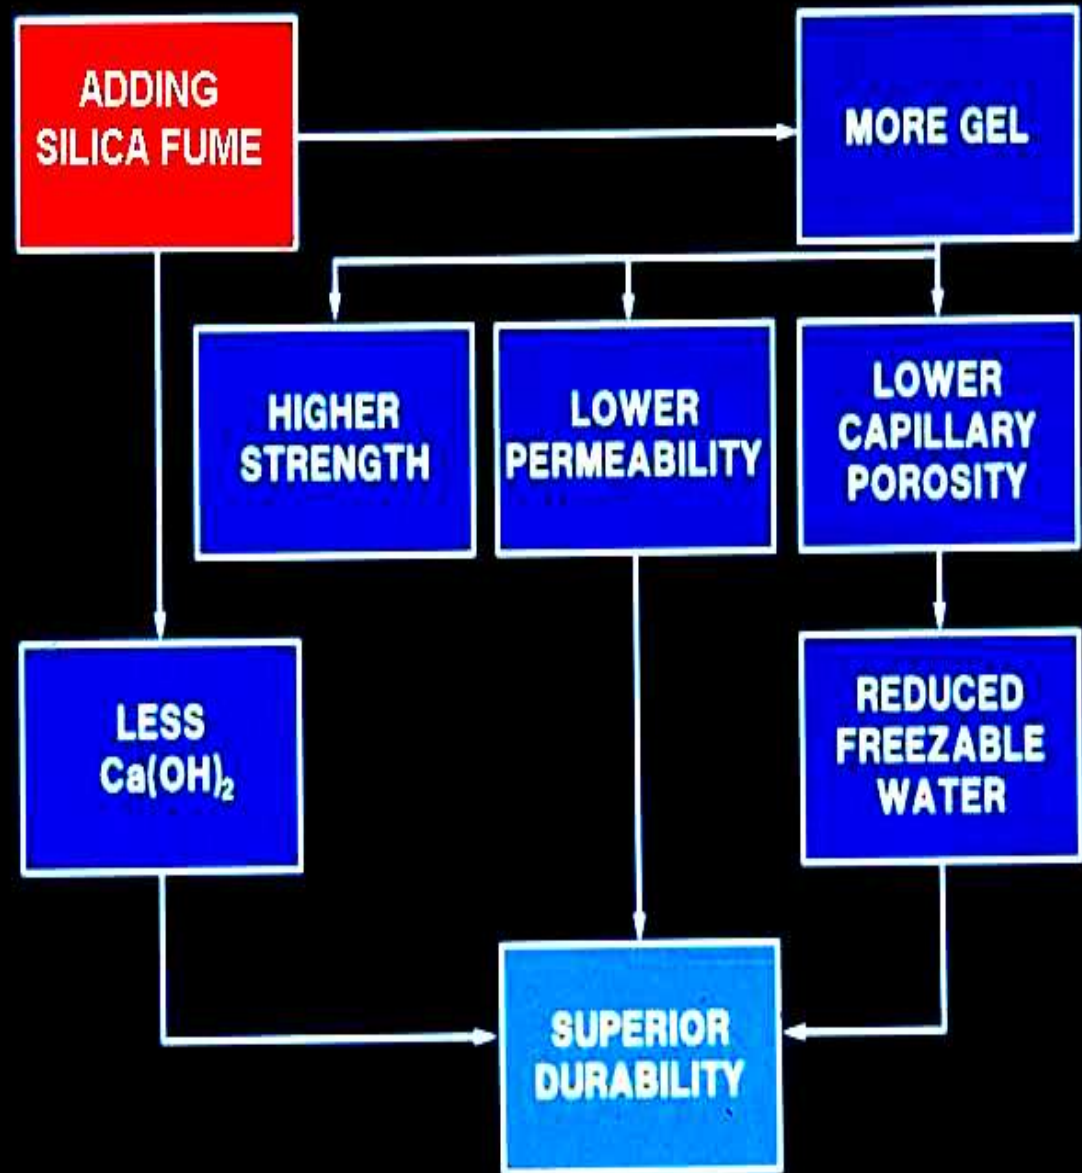 ADDING
SILICA FUME
MORE GEL
HIGHER
STRENGTH
LOWER
PERMEABILITY
LOWER
CAPILLARY
POROSITY
LESS
Ca(OH)₂
REDUCED
FREEZABLE
WATER
SUPERIOR
DURABILITY